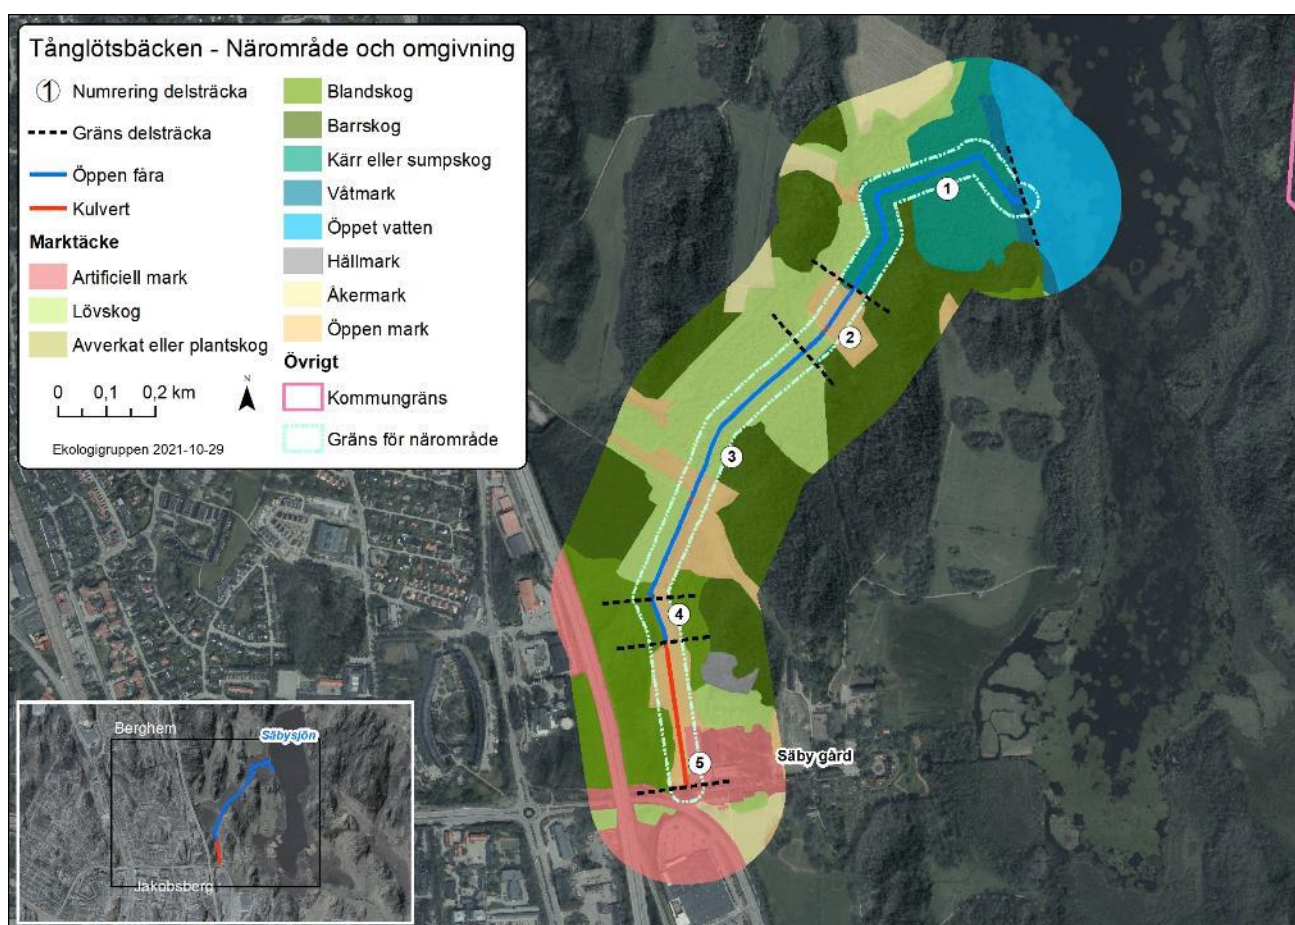 Tånglötsbäcken - Närområde och omgivning
1 Numrering delsträcka
Gräns delsträcka
Öppen fåra
Kulvert
Marktäcke
Artificiell mark
Lövskog
Avverkat eller plantskog
Blandskog
Barrskog
Kärr eller sumpskog
Våtmark
Öppet vatten
Hällmark
Åkermark
Öppen mark
Övrigt
Kommungräns
Gräns för närområde
0 0,1 0,2 km
N
Ekologigruppen 2021-10-29
1
2
3
4
5
Säby gård
Berghem
Säbysjön
Jakobsberg